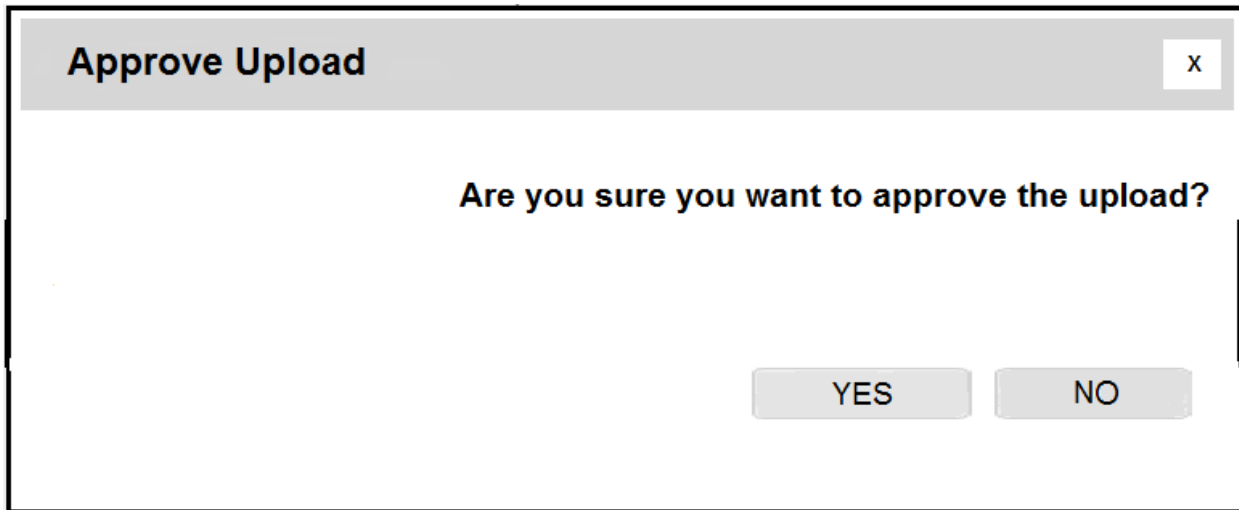 Approve Upload
x
Are you sure you want to approve the upload?
YES
NO